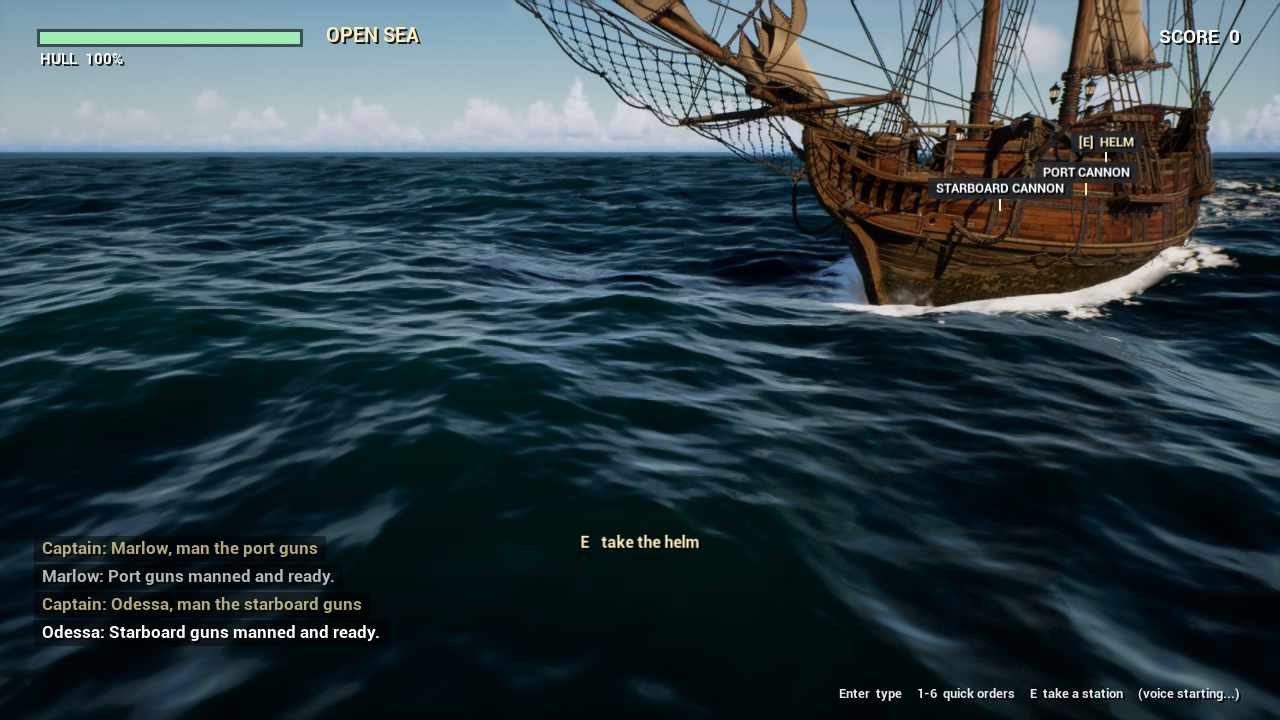 OPEN SEA
SCORE 0
HULL 100%
[E] HELM
PORT CANNON
STARBOARD CANNON
E take the helm
Captain: Marlow, man the port guns
Marlow: Port guns manned and ready.
Captain: Odessa, man the starboard guns
Odessa: Starboard guns manned and ready.
Enter type 1-6 quick orders E take a station (voice starting...)